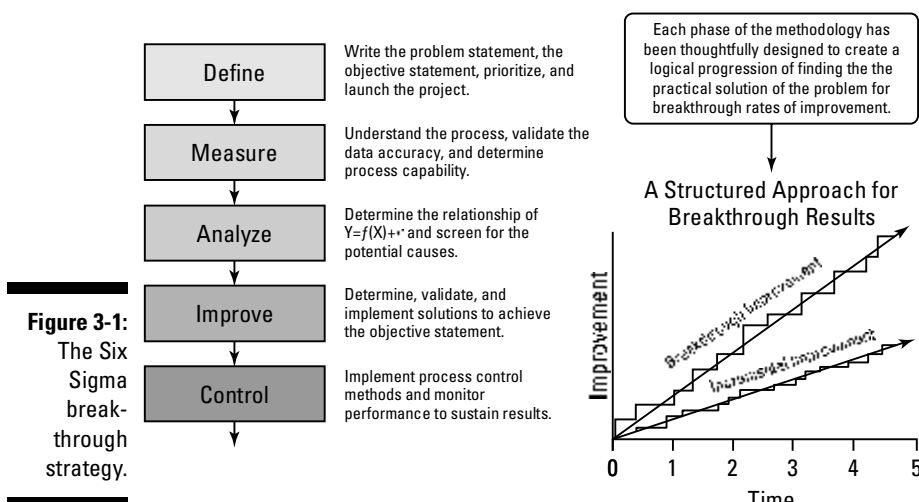 Define
Write the problem statement, the
objective statement, prioritize, and
launch the project.
Measure
Understand the process, validate the
data accuracy, and determine
process capability.
Analyze
Determine the relationship of
Y=ƒ(X)+ and screen for the
potential causes.
Improve
Determine, validate, and
implement solutions to achieve
the objective statement.
Control
Implement process control
methods and monitor
performance to sustain results.
Figure 3-1:
The Six
Sigma
break-
through
strategy.
Each phase of the methodology has
been thoughtfully designed to create a
logical progression of finding the the
practical solution of the problem for
breakthrough rates of improvement.
A Structured Approach for
Breakthrough Results
Improvement
Breakthrough Improvement
Incremental Improvement
0 1 2 3 4 5
Time